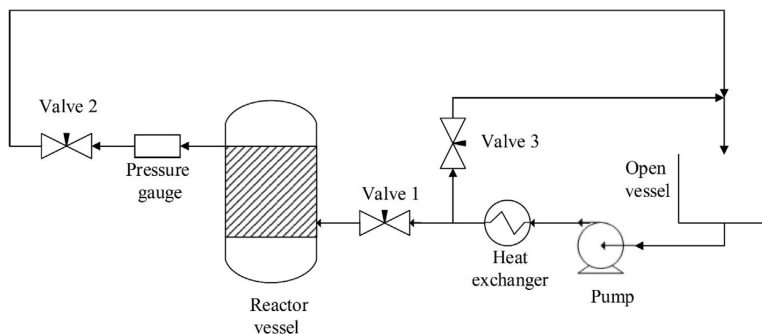 Valve 2
Pressure
gauge
Valve 1
Valve 3
Open
vessel
Heat
exchanger
Pump
Reactor
vessel